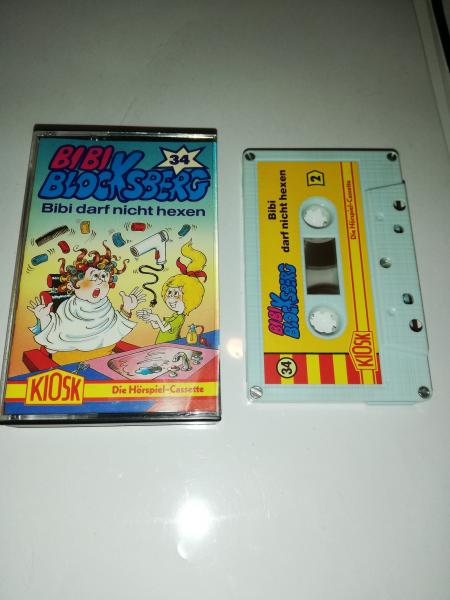 BIBI
BLOCKSBERG
34
Bibi darf nicht hexen
KIOSK
Die Hörspiel-Cassette
34
BIBI
BLOCKSBERG
Bibi
darf nicht hexen
2
KIOSK
Die Hörspiel-Cassette